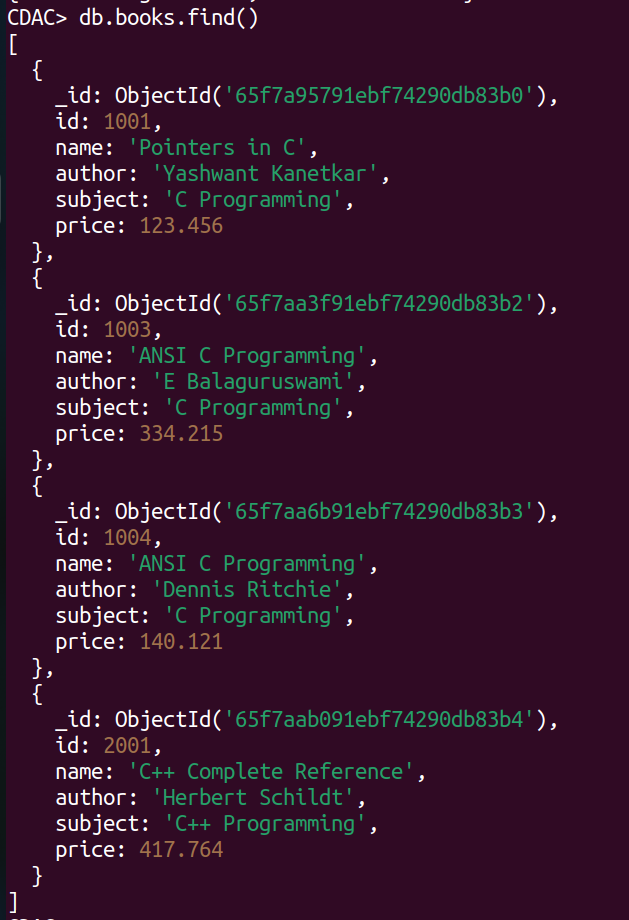 CDAC> db.books.find()
[
  {
    _id: ObjectId('65f7a95791ebf74290db83b0'),
    id: 1001,
    name: 'Pointers in C',
    author: 'Yashwant Kanetkar',
    subject: 'C Programming',
    price: 123.456
  },
  {
    _id: ObjectId('65f7aa3f91ebf74290db83b2'),
    id: 1003,
    name: 'ANSI C Programming',
    author: 'E Balaguruswami',
    subject: 'C Programming',
    price: 334.215
  },
  {
    _id: ObjectId('65f7aa6b91ebf74290db83b3'),
    id: 1004,
    name: 'ANSI C Programming',
    author: 'Dennis Ritchie',
    subject: 'C Programming',
    price: 140.121
  },
  {
    _id: ObjectId('65f7aab091ebf74290db83b4'),
    id: 2001,
    name: 'C++ Complete Reference',
    author: 'Herbert Schildt',
    subject: 'C++ Programming',
    price: 417.764
  }
]